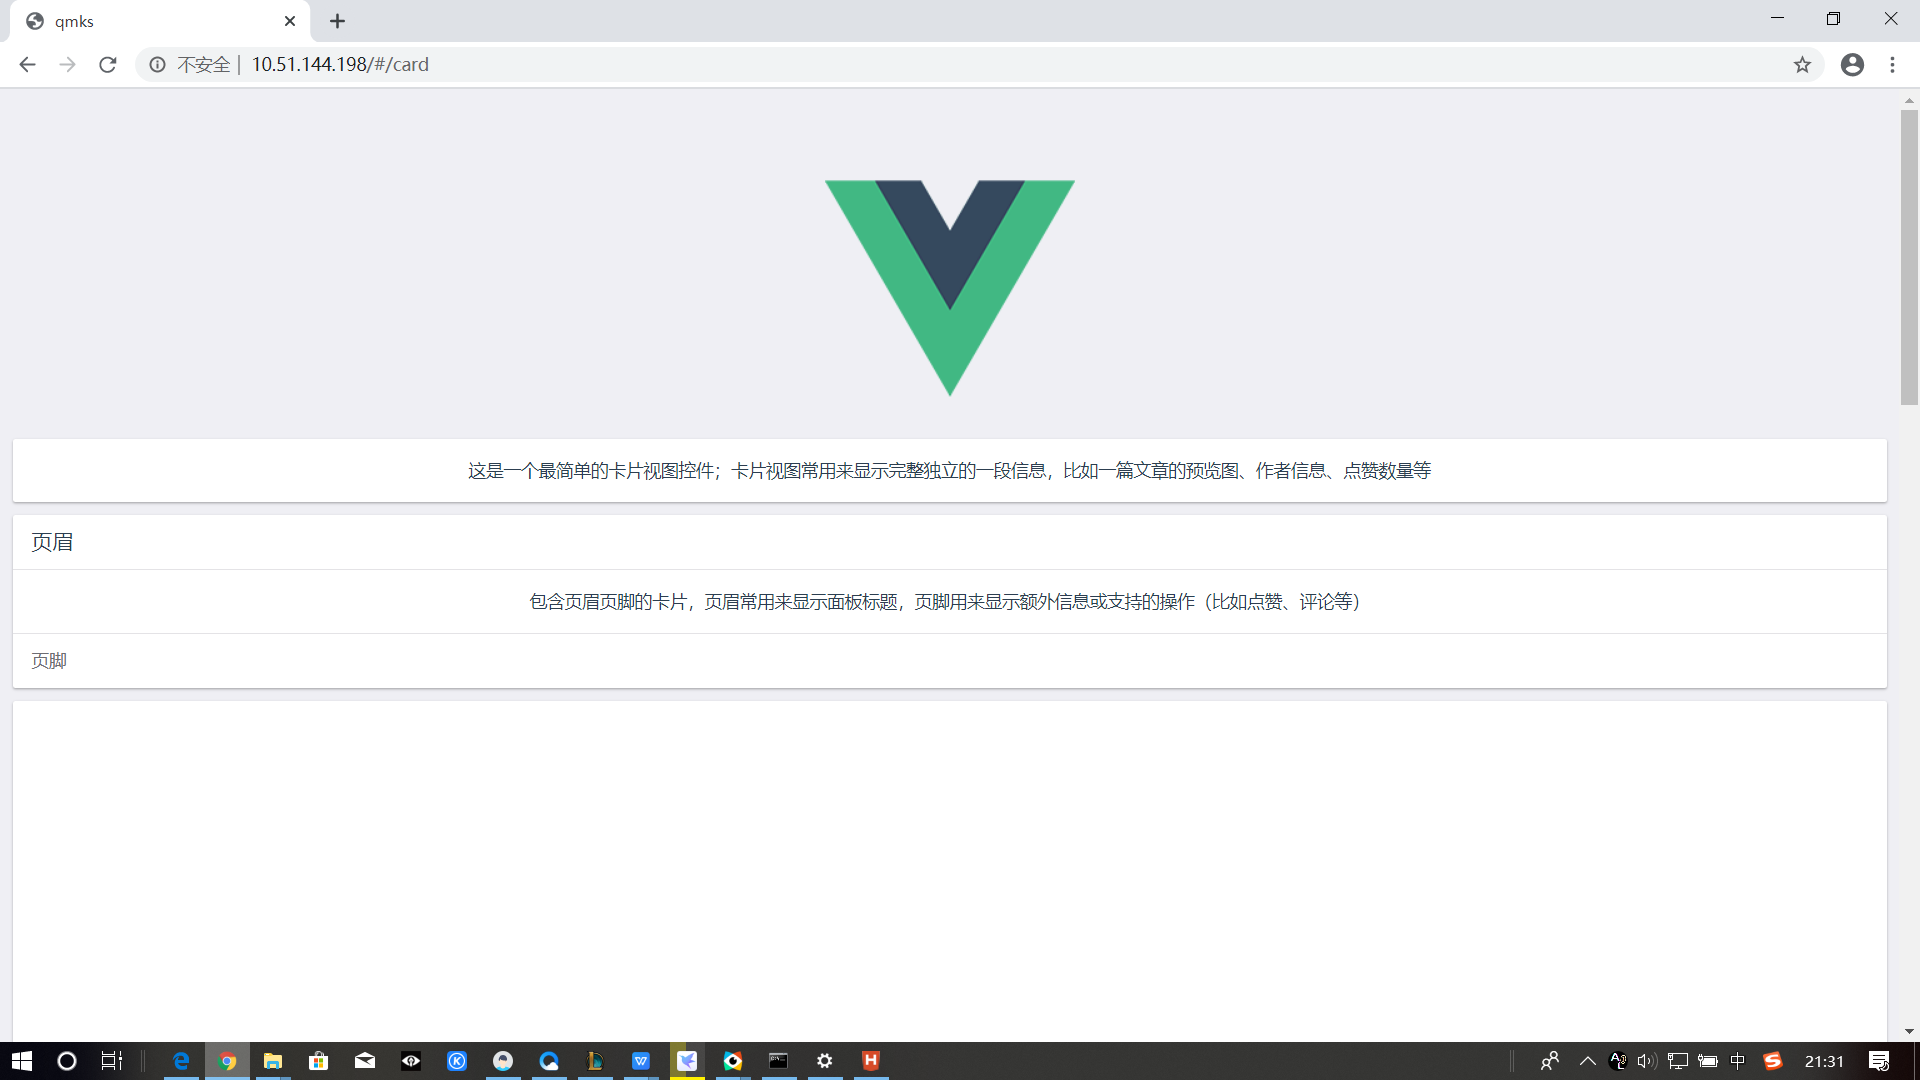 qmks
不安全 | 10.51.144.198/#/card
这是一个最简单的卡片视图控件；卡片视图常用来显示完整独立的一段信息，比如一篇文章的预览图、作者信息、点赞数量等
页眉
包含页眉页脚的卡片，页眉常用来显示面板标题，页脚用来显示额外信息或支持的操作（比如点赞、评论等）
页脚
中
21:31